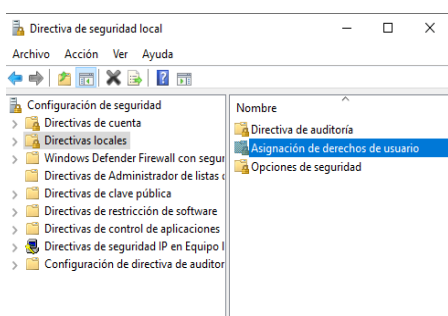 Directiva de seguridad local
Archivo Acción Ver Ayuda
Configuración de seguridad
Directivas de cuenta
Directivas locales
Windows Defender Firewall con segur
Directivas de Administrador de listas
Directivas de clave pública
Directivas de restricción de software
Directivas de control de aplicaciones
Directivas de seguridad IP en Equipo l
Configuración de directiva de auditor
Nombre
Directiva de auditoría
Asignación de derechos de usuario
Opciones de seguridad